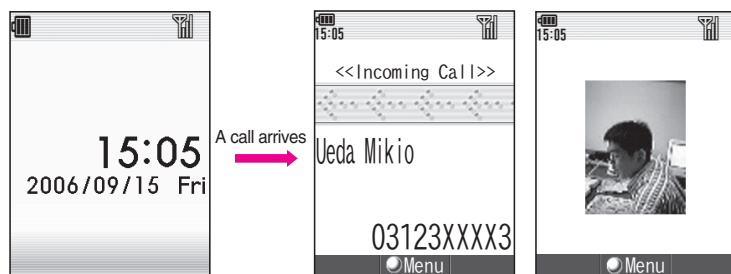 15:05
2006/09/15 Fri
A call arrives
15:05
<<Incoming Call>>
Ueda Mikio
03123XXXX3
Menu
15:05
Menu